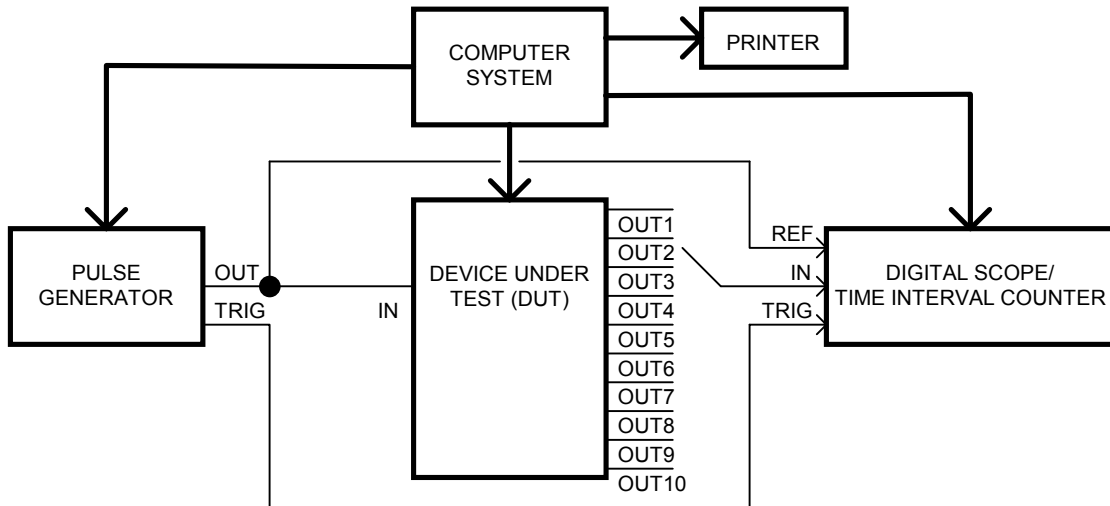 COMPUTER
SYSTEM
PRINTER
PULSE
GENERATOR
OUT
TRIG
IN
DEVICE UNDER
TEST (DUT)
OUT1
OUT2
OUT3
OUT4
OUT5
OUT6
OUT7
OUT8
OUT9
OUT10
REF
IN
TRIG
DIGITAL SCOPE/
TIME INTERVAL COUNTER